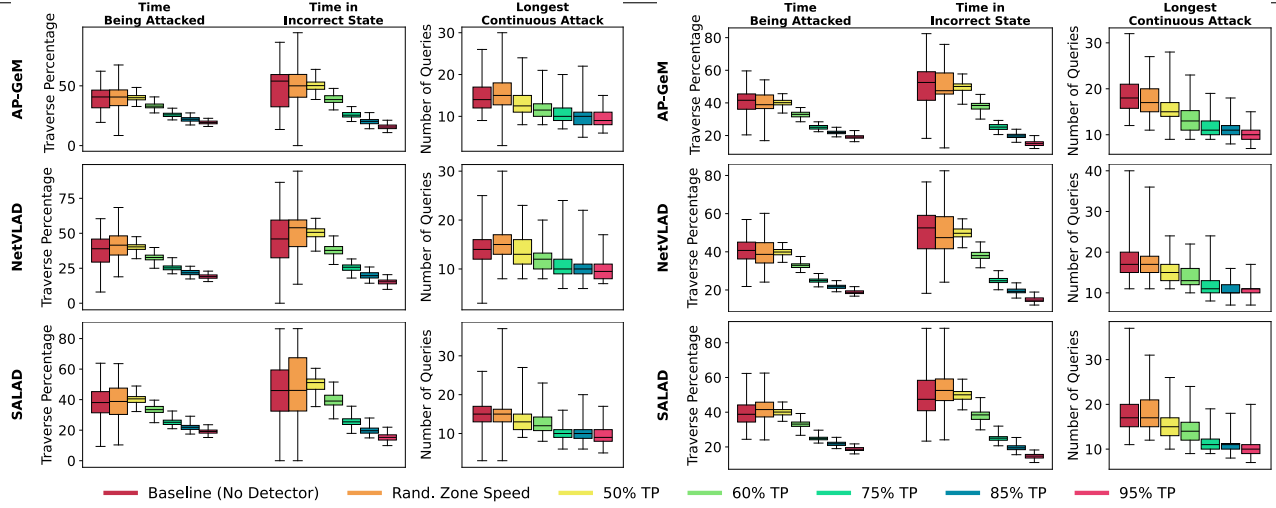 Time
Being Attacked
Time in
Incorrect State
Longest
Continuous Attack
Time
Being Attacked
Time in
Incorrect State
Longest
Continuous Attack
AP-GeM
Traverse Percentage
50
0
Number of Queries
30
20
10
AP-GeM
Traverse Percentage
80
60
40
20
Number of Queries
30
20
10
NetVLAD
Traverse Percentage
75
50
25
0
Number of Queries
30
20
10
NetVLAD
Traverse Percentage
80
60
40
20
Number of Queries
40
30
20
10
SALAD
Traverse Percentage
80
60
40
20
0
Number of Queries
30
20
10
SALAD
Traverse Percentage
80
60
40
20
Number of Queries
30
20
10
Baseline (No Detector)
Rand. Zone Speed
50% TP
60% TP
75% TP
85% TP
95% TP